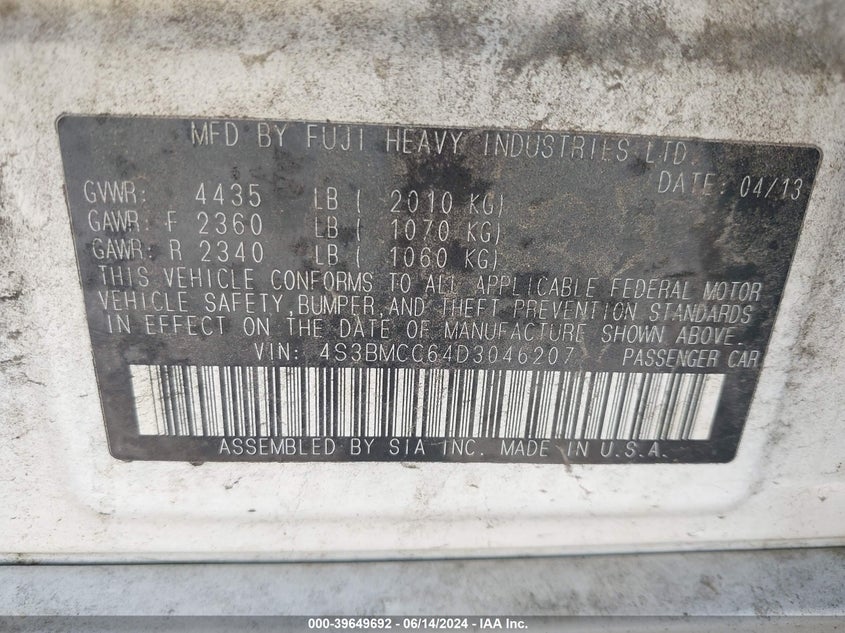 MFD BY FUJI HEAVY INDUSTRIES LTD.
DATE: 04/13
GVWR: 4435 LB ( 2010 KG)
GAWR: F 2360 LB ( 1070 KG)
GAWR: R 2340 LB ( 1060 KG)
THIS VEHICLE CONFORMS TO ALL APPLICABLE FEDERAL MOTOR
VEHICLE SAFETY, BUMPER, AND THEFT PREVENTION STANDARDS
IN EFFECT ON THE DATE OF MANUFACTURE SHOWN ABOVE.
VIN: 4S3BMCC64D3046207 PASSENGER CAR
ASSEMBLED BY SIA INC. MADE IN U.S.A.
000-39649692 - 06/14/2024 - IAA Inc.